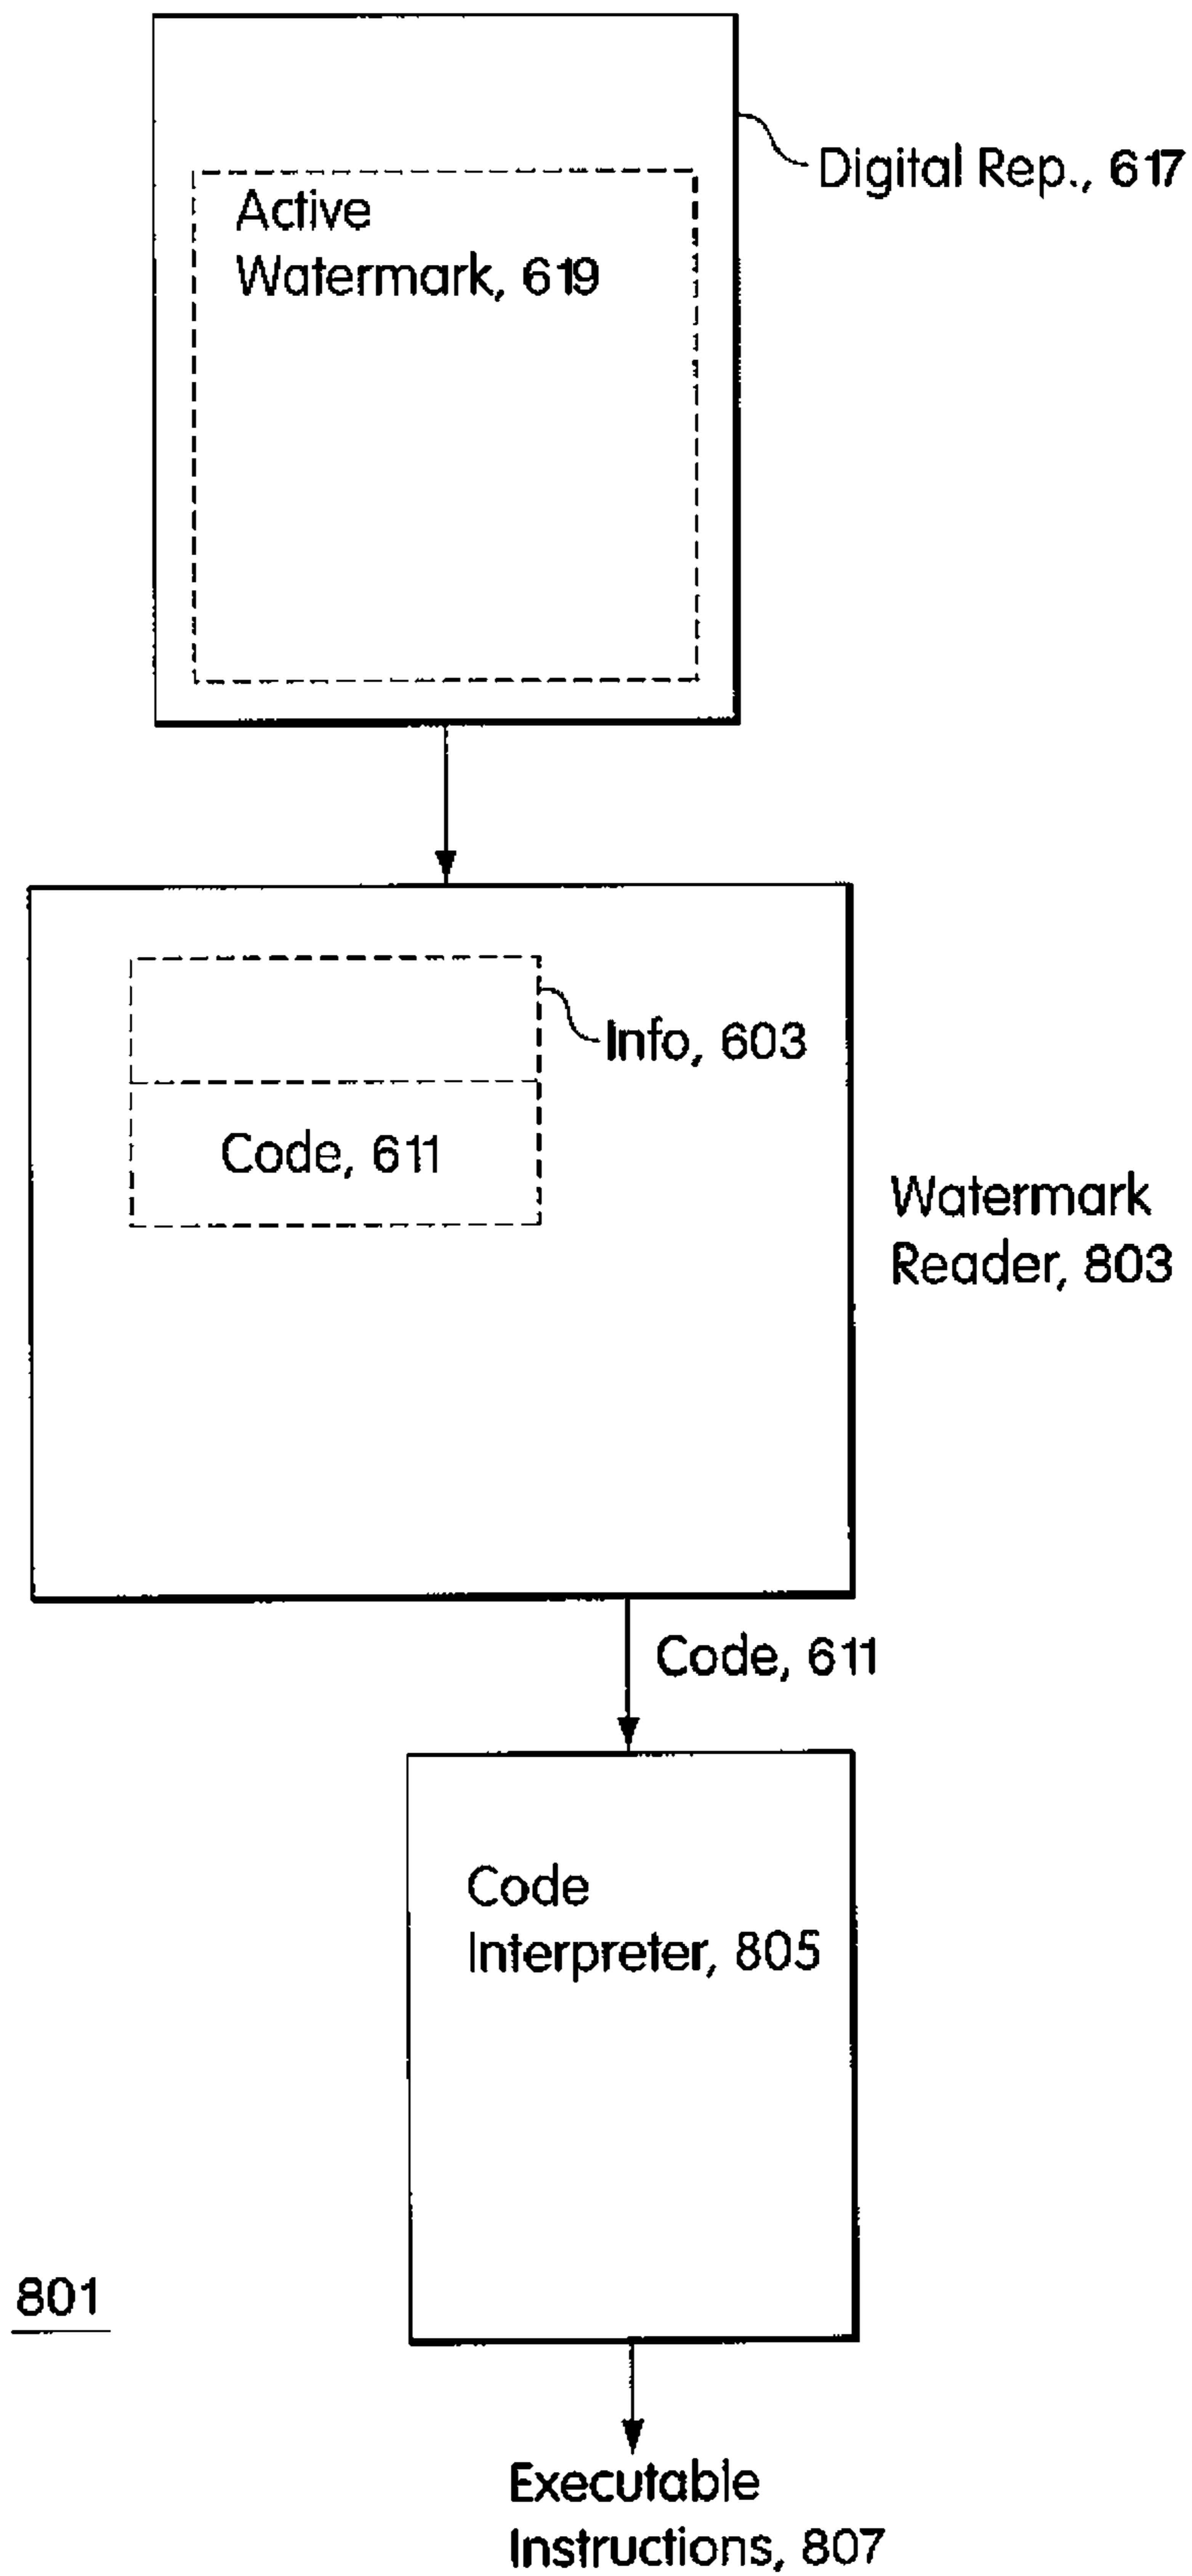 Digital Rep., 617
Active
Watermark, 619
Info, 603
Code, 611
Watermark
Reader, 803
Code, 611
Code
Interpreter, 805
801
Executable
Instructions, 807